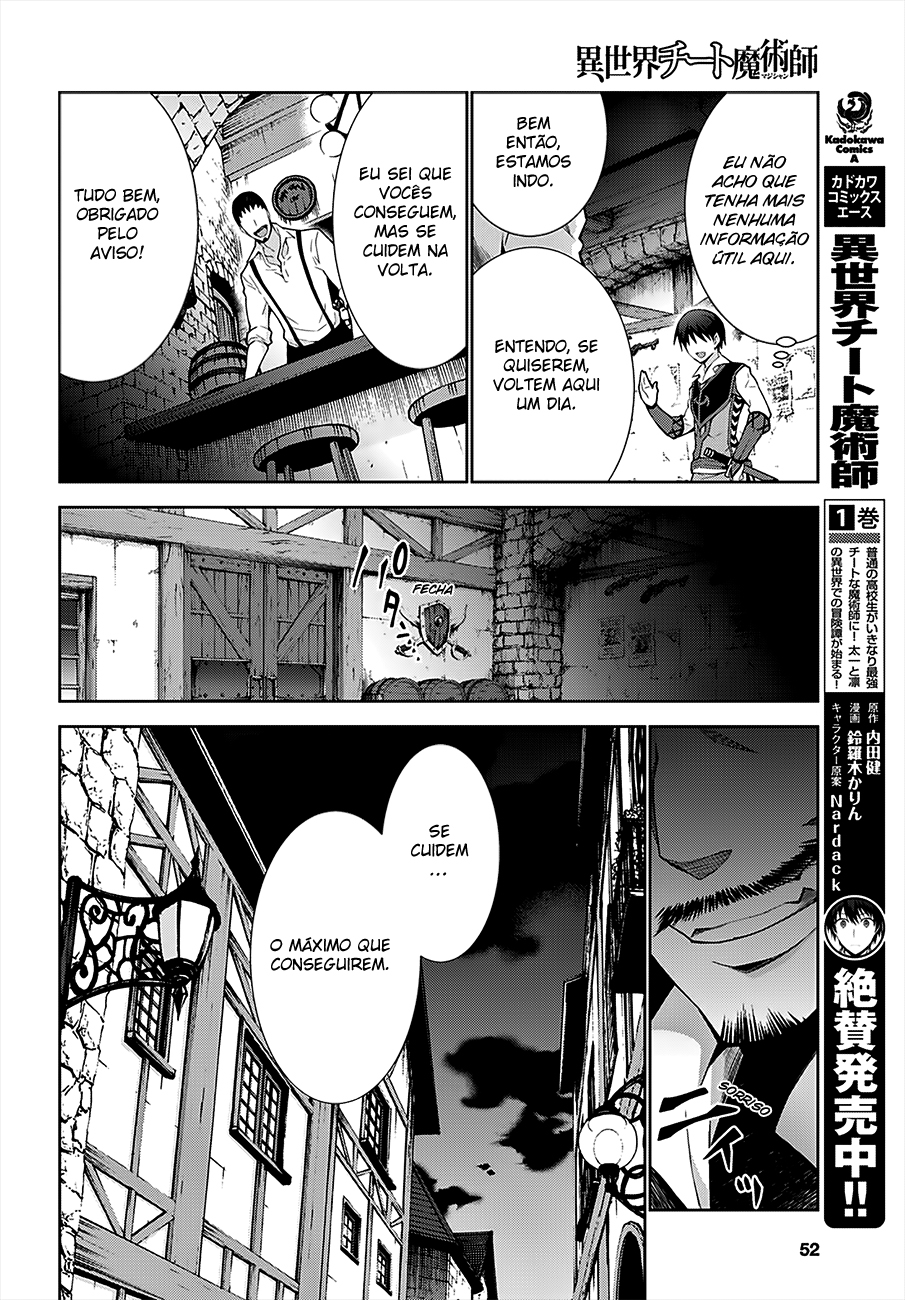 異世界チート魔術師
マジシャン
EU NÃO
ACHO QUE
TENHA MAIS
NENHUMA
INFORMAÇÃO
ÚTIL AQUI.
BEM
ENTÃO,
ESTAMOS
INDO.
ENTENDO, SE
QUISEREM,
VOLTEM AQUI
UM DIA.
EU SEI QUE
VOCÊS
CONSEGUEM,
MAS SE
CUIDEM NA
VOLTA.
TUDO BEM,
OBRIGADO
PELO
AVISO!
パタン
FECHA
SORRISO
ニイッ
SE
CUIDEM
...
O MÁXIMO QUE
CONSEGUIREM.
Kadokawa
Comics
A
カドカワ
コミックス
エース
異世界チート魔術師
1巻
普通の高校生がいきなり最強
チートな魔術師に！太一と凛
の異世界での冒険譚が始まる！
原作 内田健
漫画 鈴羅木かりん
キャラクター原案 Nardack
絶賛発売中!!
52